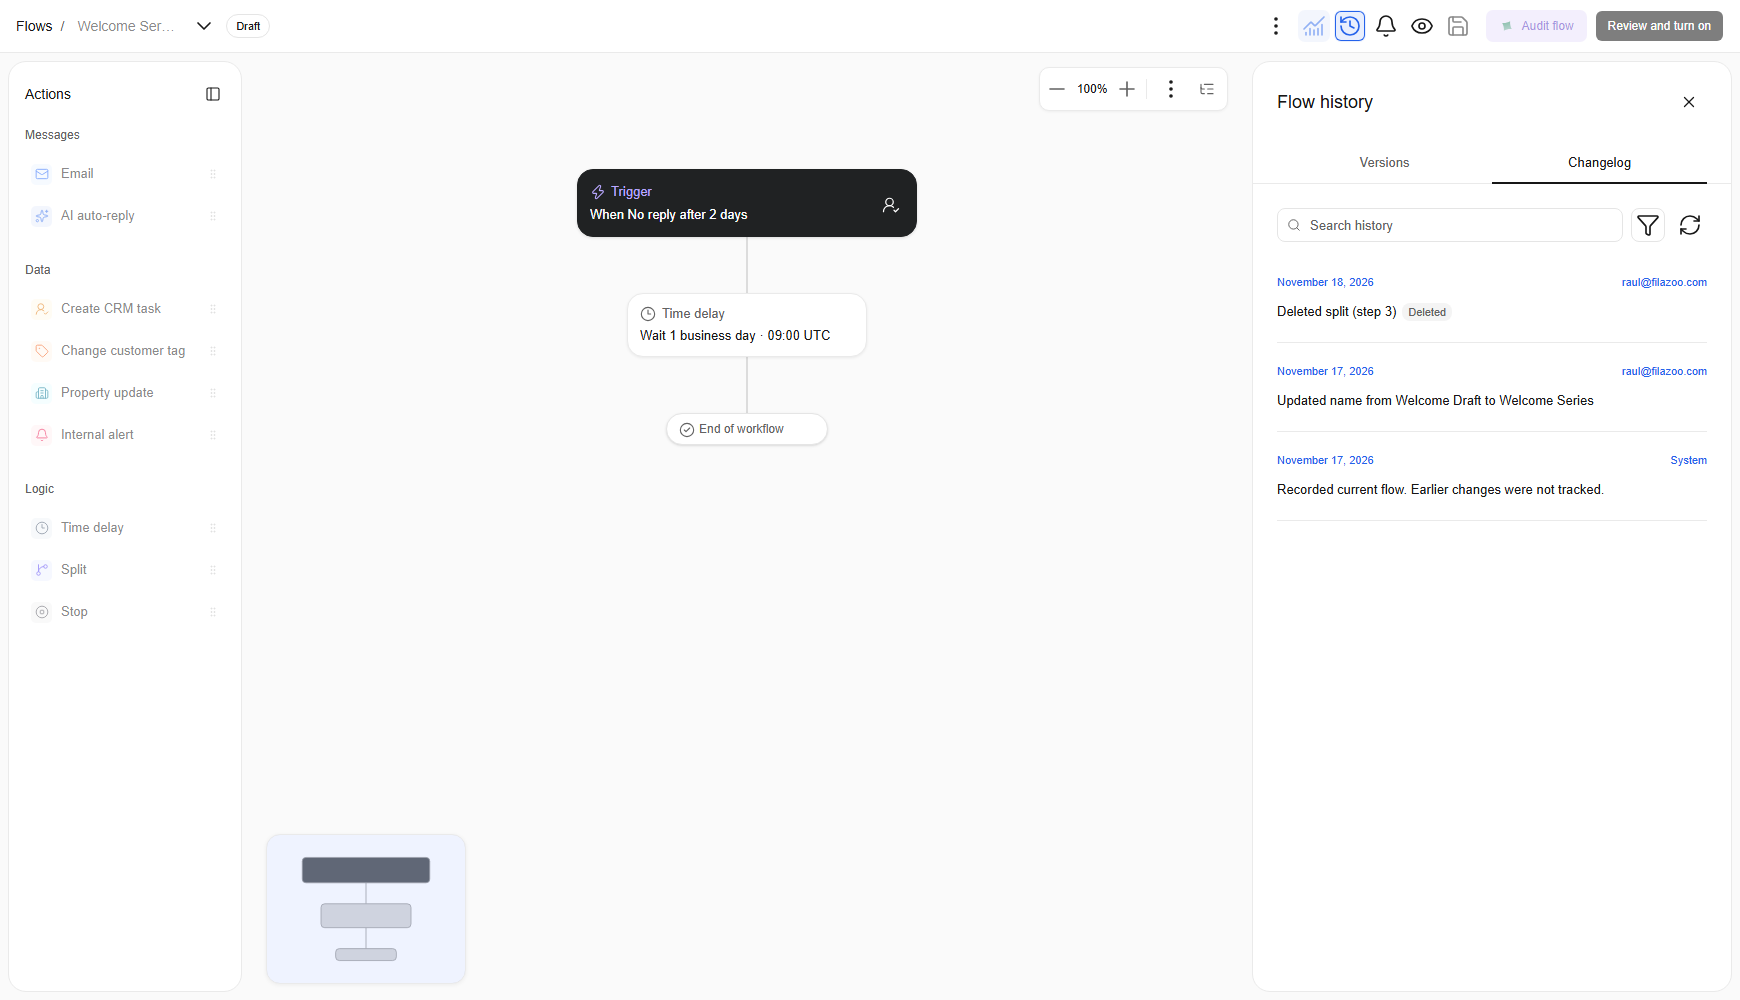 Flows / Welcome Ser... Draft
Audit flow
Review and turn on
Actions
Messages
Email
AI auto-reply
Data
Create CRM task
Change customer tag
Property update
Internal alert
Logic
Time delay
Split
Stop
100%
Trigger
When No reply after 2 days
Time delay
Wait 1 business day · 09:00 UTC
End of workflow
Flow history
Versions Changelog
Search history
November 18, 2026 raul@filazoo.com
Deleted split (step 3) Deleted
November 17, 2026 raul@filazoo.com
Updated name from Welcome Draft to Welcome Series
November 17, 2026 System
Recorded current flow. Earlier changes were not tracked.